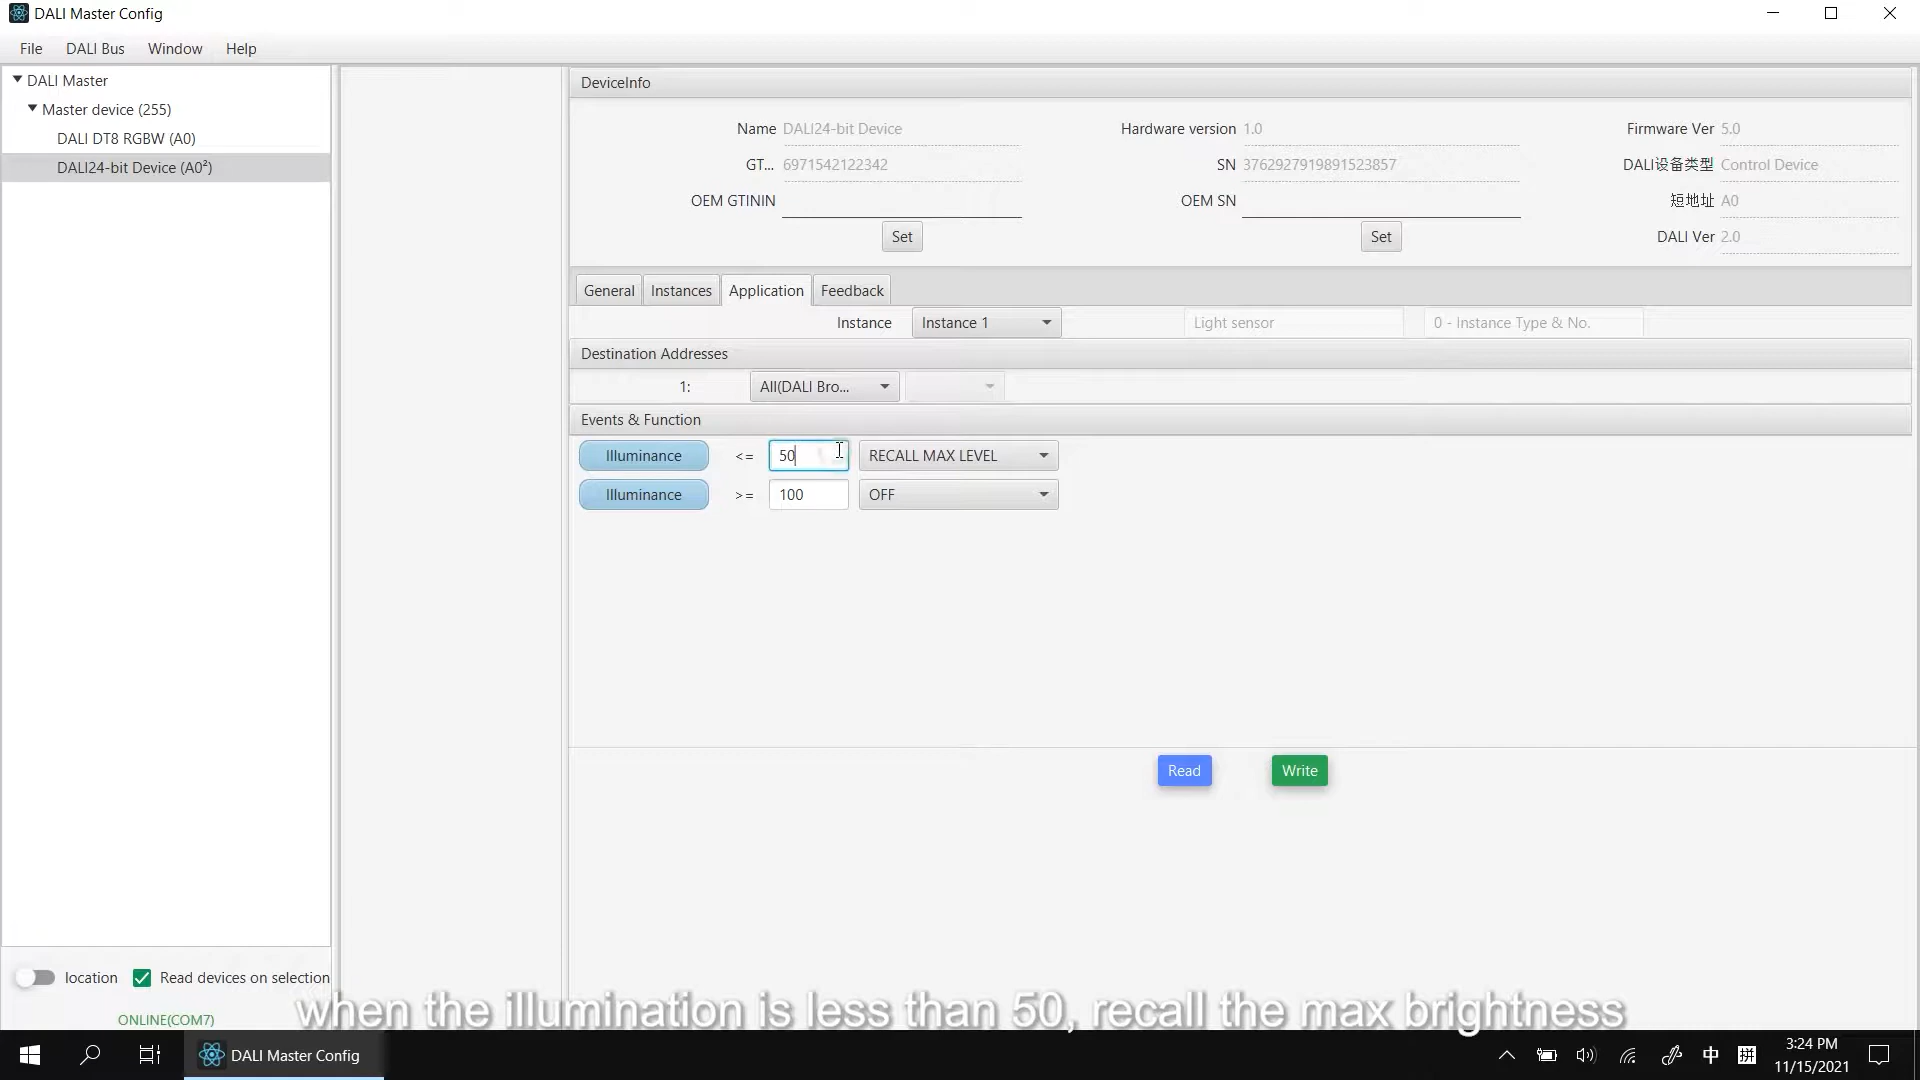 DALI Master Config
File DALI Bus Window Help
DALI Master
Master device (255)
DALI DT8 RGBW (A0)
DALI24-bit Device (A0²)
DeviceInfo
Name DALI24-bit Device Hardware version 1.0 Firmware Ver 5.0
GT... 6971542122342 SN 3762927919891523857 DALI设备类型 Control Device
OEM GTININ OEM SN 短地址 A0
Set Set DALI Ver 2.0
General Instances Application Feedback
Instance Instance 1 Light sensor 0 - Instance Type & No.
Destination Addresses
1: All(DALI Bro...
Events & Function
Illuminance <= 50 RECALL MAX LEVEL
Illuminance >= 100 OFF
Read Write
location Read devices on selection
ONLINE(COM7)
when the illumination is less than 50, recall the max brightness
DALI Master Config 中 拼 3:24 PM
11/15/2021